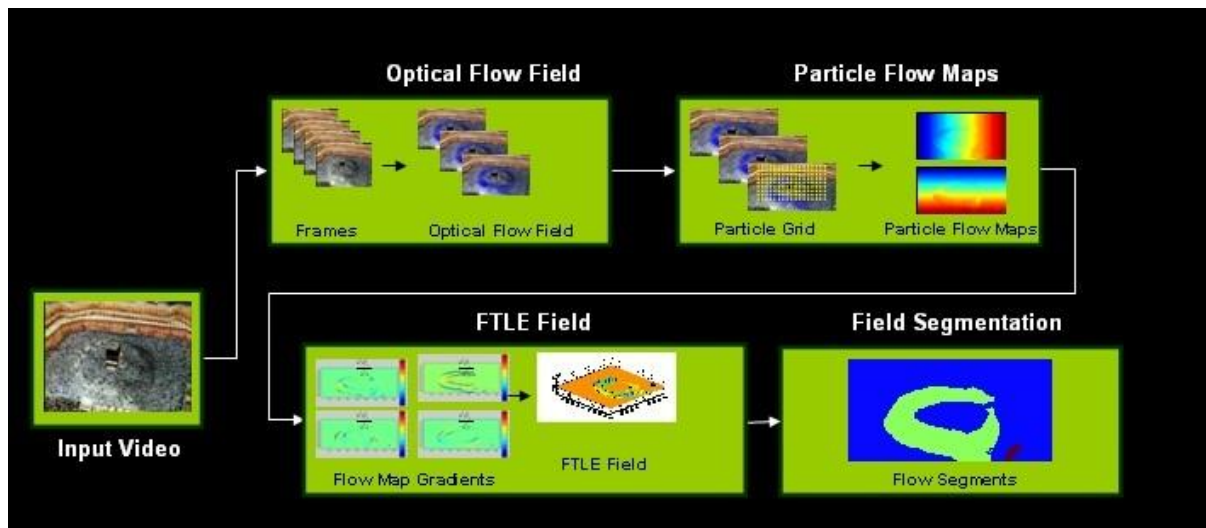 Optical Flow Field
Particle Flow Maps
Frames
Optical Flow Field
Particle Grid
Particle Flow Maps
Input Video
FTLE Field
Field Segmentation
Flow Map Gradients
FTLE Field
Flow Segments